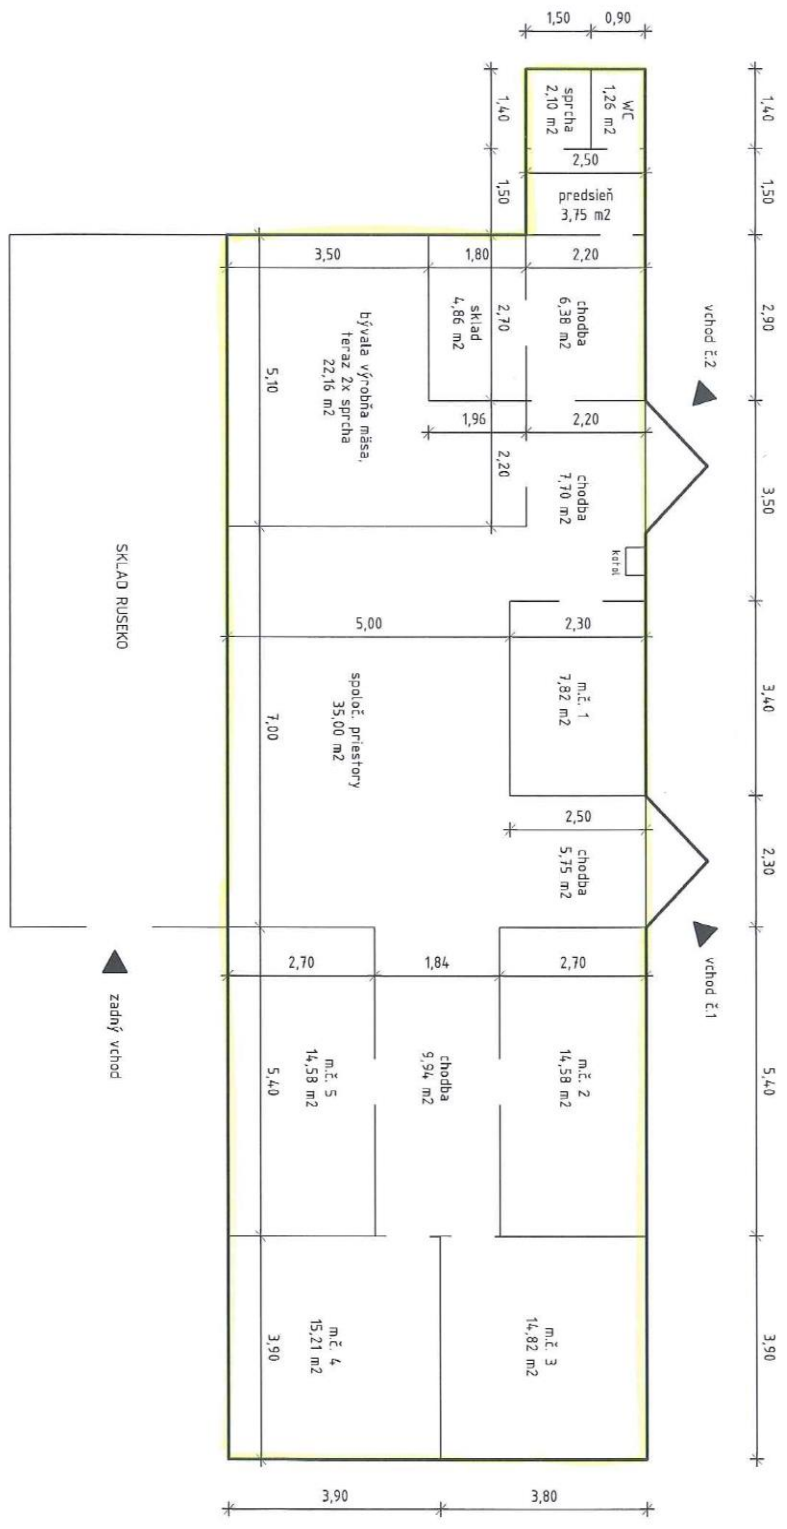 1,50
0,90
1,40
1,50
WC
1,26 m2
sprcha
2,10 m2
1,40
1,50
2,50
predsieň
3,75 m2
3,50
1,80
2,20
bývala výrobňa mäsa,
teraz 2x sprcha
22,16 m2
sklad
4,86 m2
2,70
chodba
6,38 m2
2,90
vchod č.2
5,10
1,96
2,20
2,20
chodba
7,70 m2
3,50
kotol
SKLAD RUSEKO
5,00
2,30
m.č. 1
7,82 m2
3,40
spoloč. priestory
35,00 m2
7,00
2,50
chodba
5,75 m2
2,30
vchod č.1
zadný vchod
2,70
1,84
2,70
m.č. 5
14,58 m2
chodba
9,94 m2
m.č. 2
14,58 m2
5,40
5,40
m.č. 4
15,21 m2
m.č. 3
14,82 m2
3,90
3,90
3,90
3,80